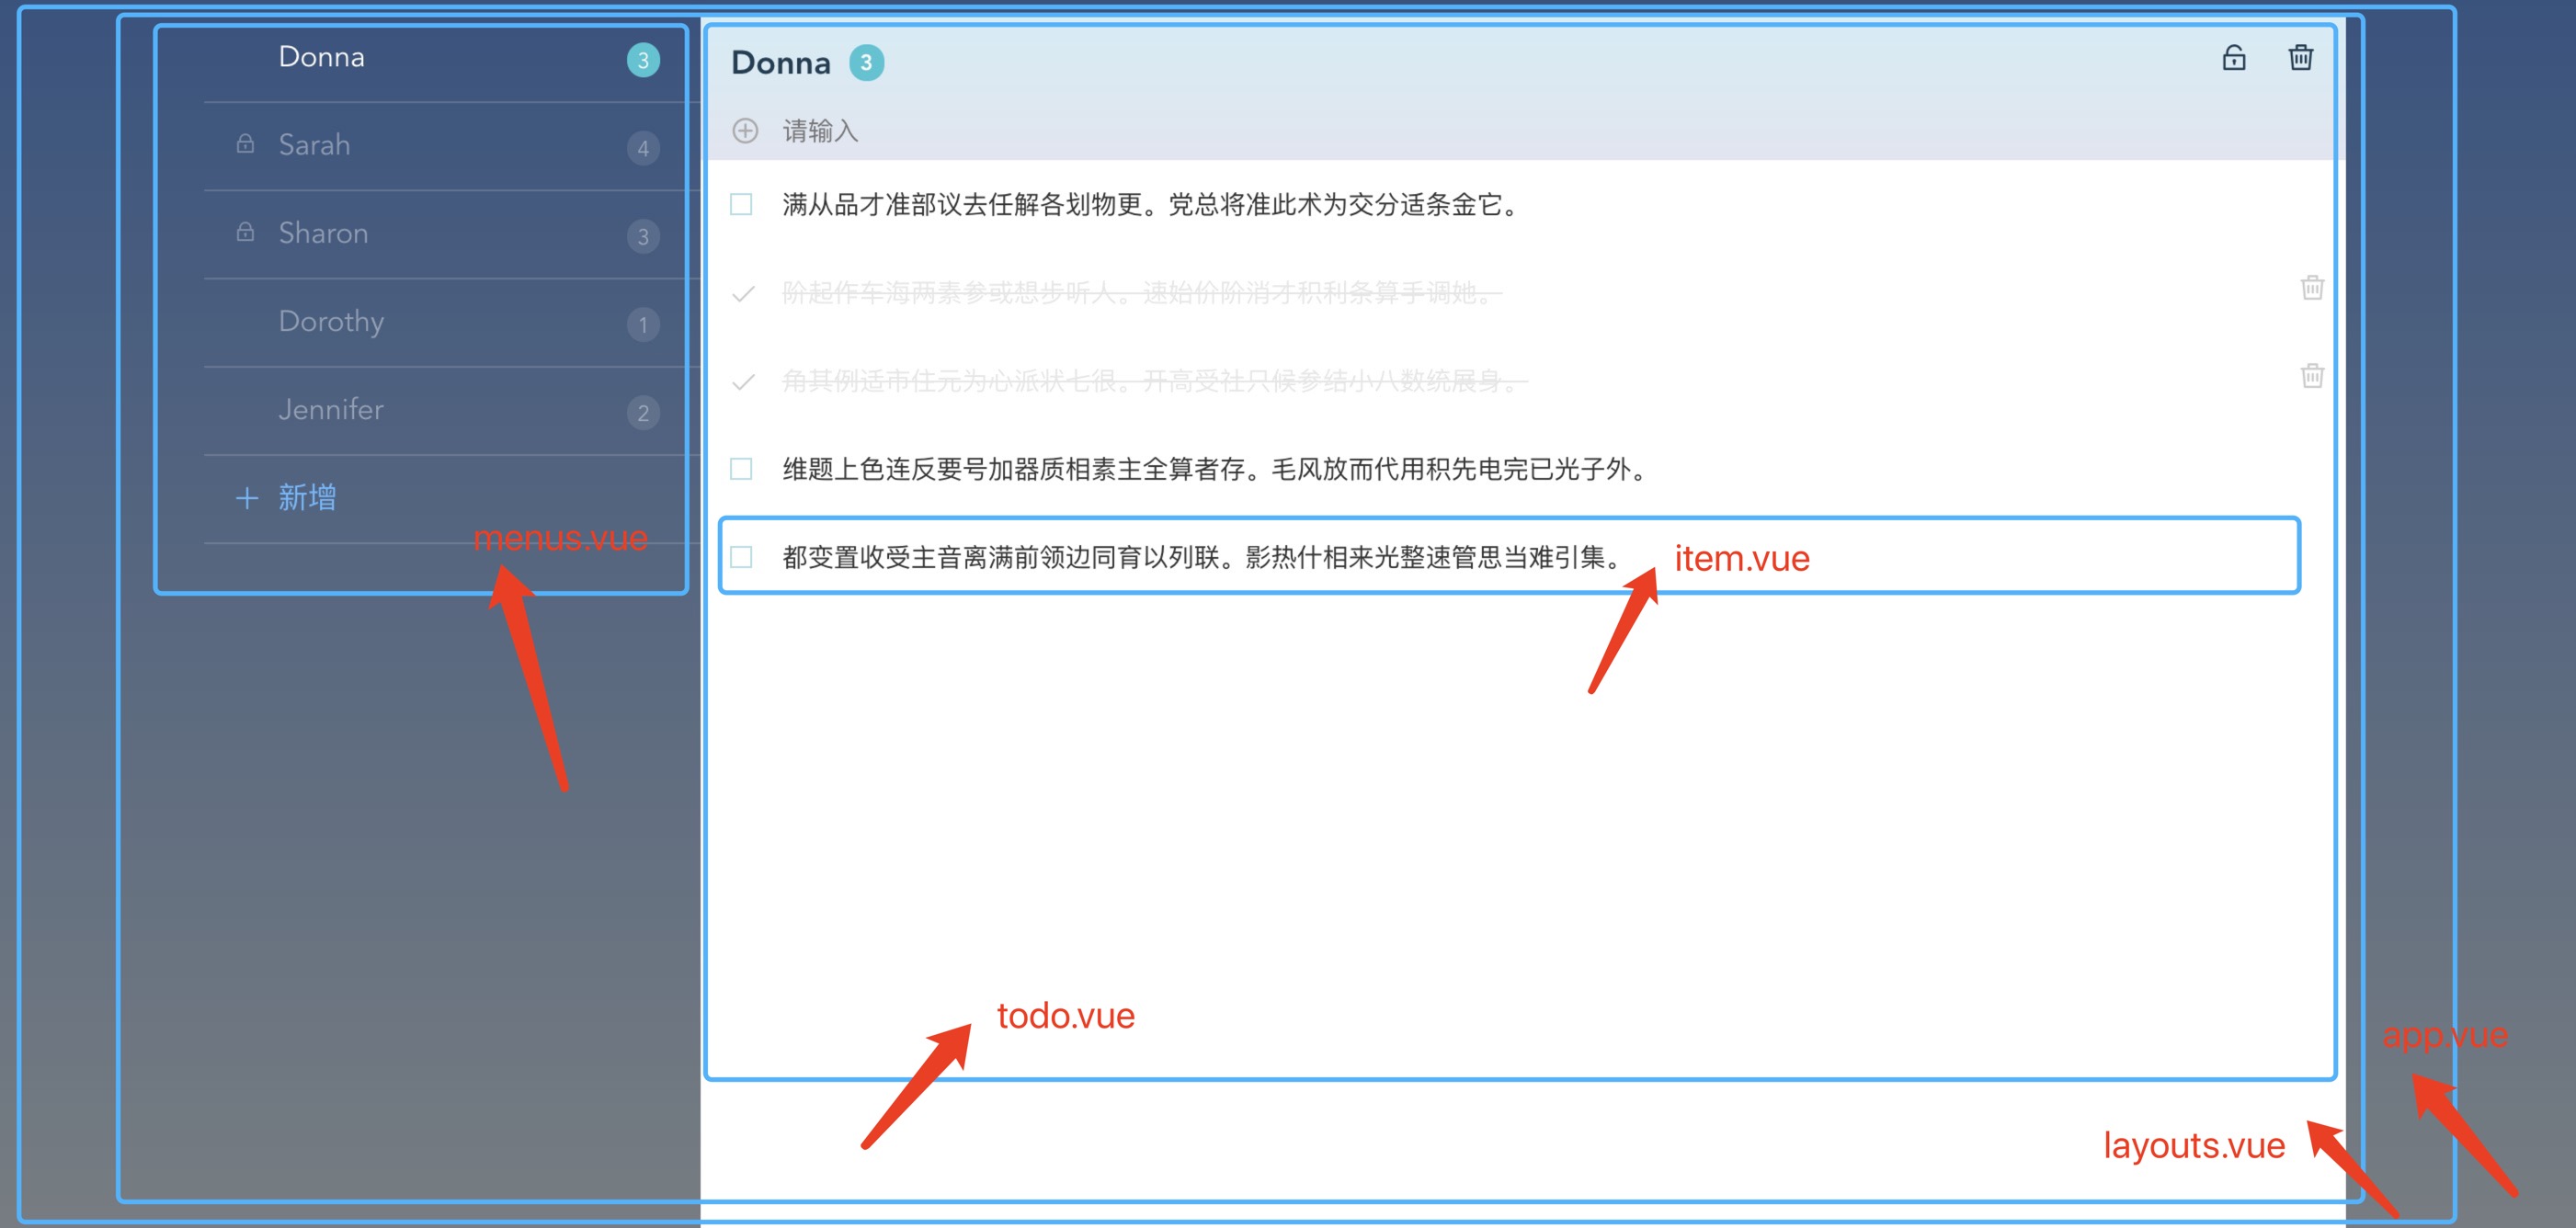 Donna 3
Sarah 4
Sharon 3
Dorothy 1
Jennifer 2
新增
menus.vue
Donna 3
请输入
满从品才准部议去任解各划物更。党总将准此术为交分适条金它。
阶起作车海两素参或想步听人。速始价阶消才积利条算手调她。
角其例适市住元为心派状七很。开高受社只候参结小八数统展身。
维题上色连反要号加器质相素主全算者存。毛风放而代用积先电完已光子外。
都变置收受主音离满前领边同育以列联。影热什相来光整速管思当难引集。
item.vue
todo.vue
app.vue
layouts.vue